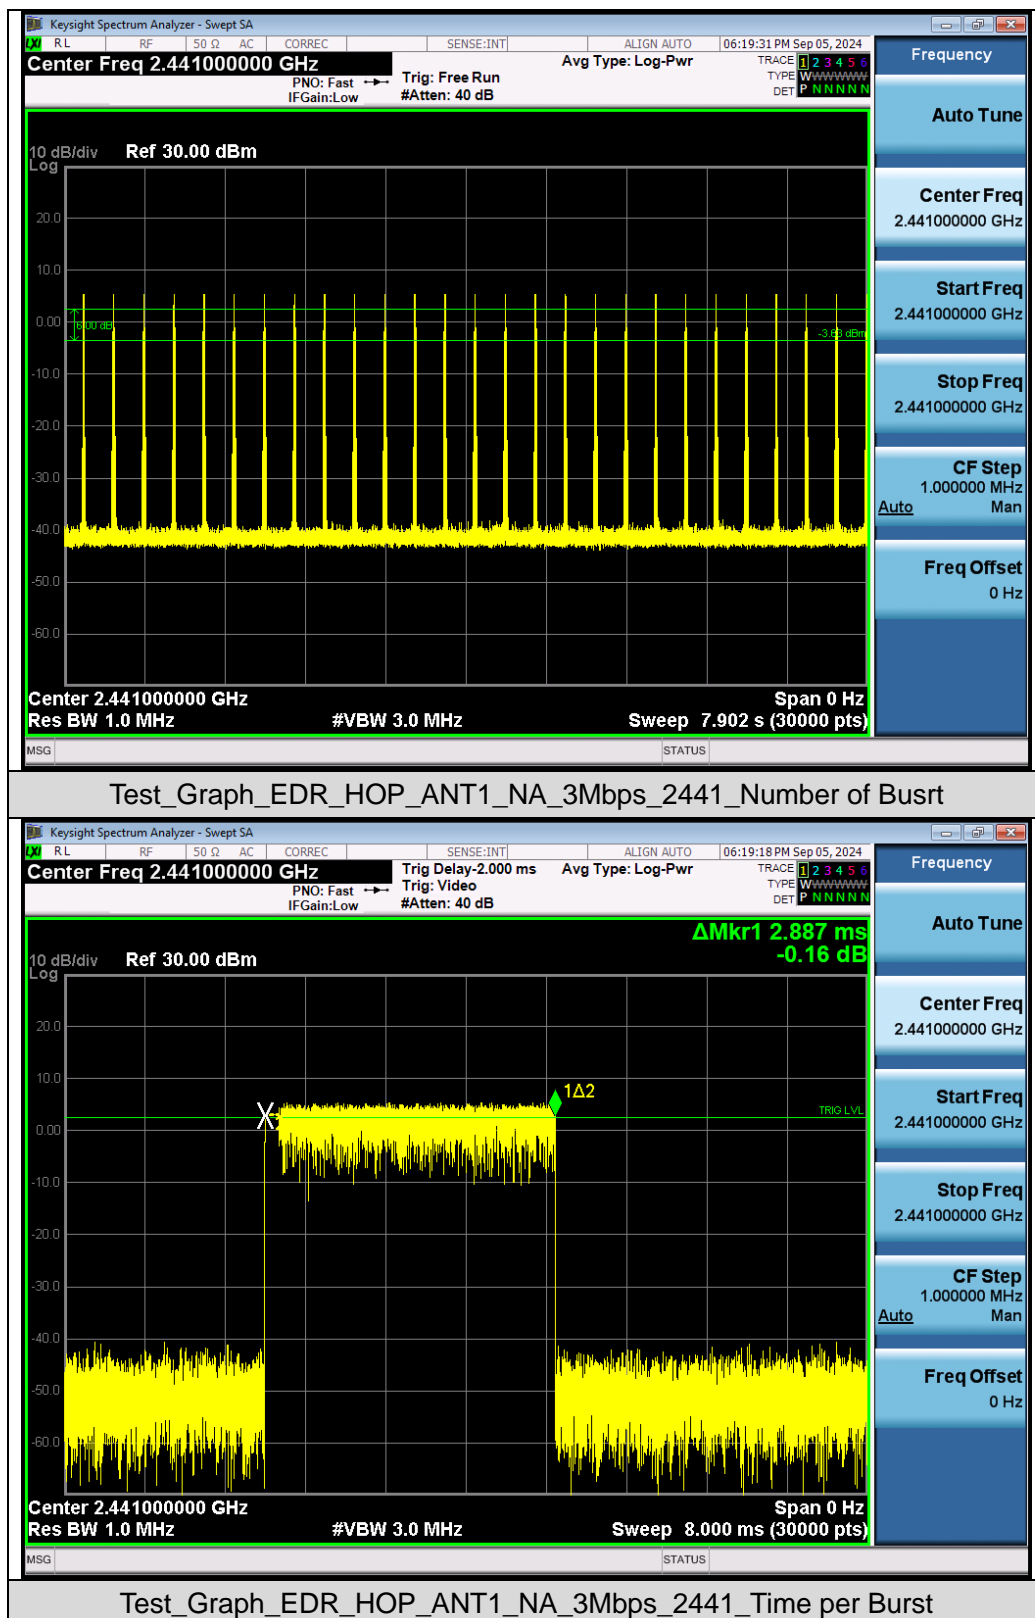 Keysight Spectrum Analyzer - Swept SA
LXI RL RF 50 Ω AC CORREC SENSE:INT ALIGN AUTO 06:19:31 PM Sep 05, 2024
Center Freq 2.441000000 GHz
PNO: Fast
IFGain:Low
Trig: Free Run
#Atten: 40 dB
Avg Type: Log-Pwr
TRACE 1 2 3 4 5 6
TYPE WWWWWW
DET P N N N N N
10 dB/div Ref 30.00 dBm
Log
20.0
10.0
0.00
6.00 dB
-3.63 dBm
-10.0
-20.0
-30.0
-40.0
-50.0
-60.0
Center 2.441000000 GHz Span 0 Hz
Res BW 1.0 MHz #VBW 3.0 MHz Sweep 7.902 s (30000 pts)
MSG STATUS
Frequency
Auto Tune
Center Freq
2.441000000 GHz
Start Freq
2.441000000 GHz
Stop Freq
2.441000000 GHz
CF Step
1.000000 MHz
Auto Man
Freq Offset
0 Hz
Test_Graph_EDR_HOP_ANT1_NA_3Mbps_2441_Number of Busrt
Keysight Spectrum Analyzer - Swept SA
LXI RL RF 50 Ω AC CORREC SENSE:INT ALIGN AUTO 06:19:18 PM Sep 05, 2024
Center Freq 2.441000000 GHz
PNO: Fast
IFGain:Low
Trig Delay-2.000 ms
Trig: Video
#Atten: 40 dB
Avg Type: Log-Pwr
TRACE 1 2 3 4 5 6
TYPE WWWWWW
DET P N N N N N
ΔMkr1 2.887 ms
-0.16 dB
10 dB/div Ref 30.00 dBm
Log
20.0
10.0
1Δ2
TRIG LVL
0.00
-10.0
-20.0
-30.0
-40.0
-50.0
-60.0
Center 2.441000000 GHz Span 0 Hz
Res BW 1.0 MHz #VBW 3.0 MHz Sweep 8.000 ms (30000 pts)
MSG STATUS
Frequency
Auto Tune
Center Freq
2.441000000 GHz
Start Freq
2.441000000 GHz
Stop Freq
2.441000000 GHz
CF Step
1.000000 MHz
Auto Man
Freq Offset
0 Hz
Test_Graph_EDR_HOP_ANT1_NA_3Mbps_2441_Time per Burst